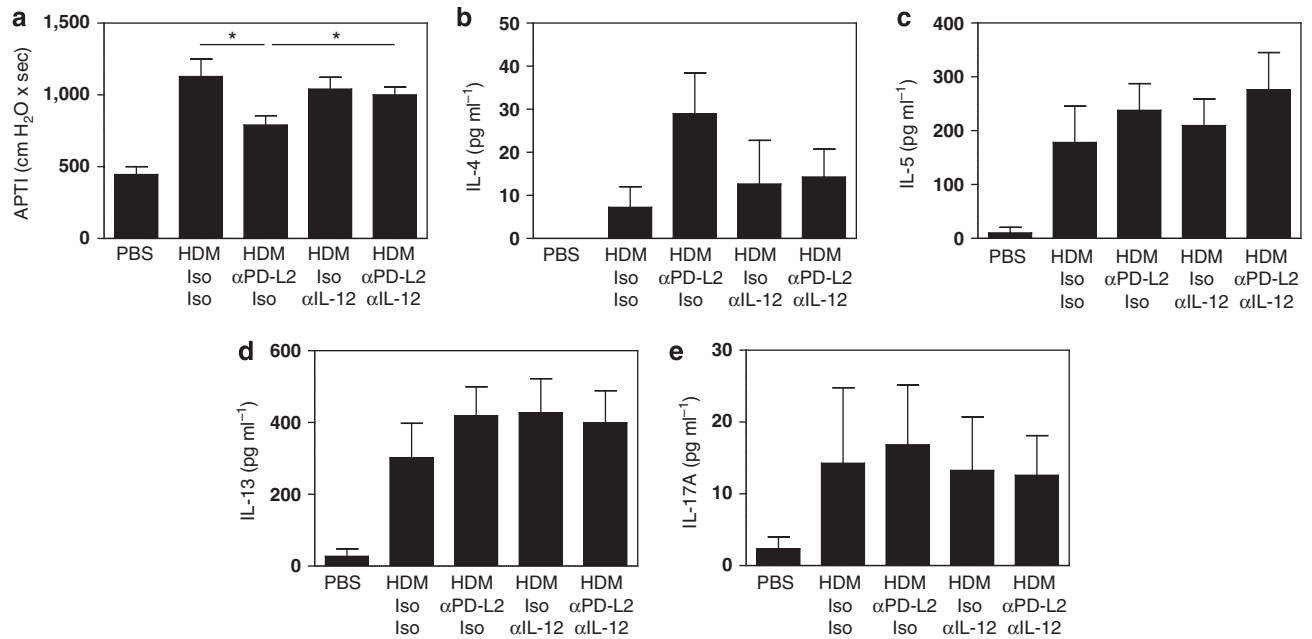 a
APTI (cm H₂O x sec)
1,500
1,000
500
0
*
*
PBS
HDM
Iso
Iso
HDM
αPD-L2
Iso
HDM
Iso
αIL-12
HDM
αPD-L2
αIL-12
b
IL-4 (pg ml⁻¹)
50
40
30
20
10
0
PBS
HDM
Iso
Iso
HDM
αPD-L2
Iso
HDM
Iso
αIL-12
HDM
αPD-L2
αIL-12
c
IL-5 (pg ml⁻¹)
400
300
200
100
0
PBS
HDM
Iso
Iso
HDM
αPD-L2
Iso
HDM
Iso
αIL-12
HDM
αPD-L2
αIL-12
d
IL-13 (pg ml⁻¹)
600
400
200
0
PBS
HDM
Iso
Iso
HDM
αPD-L2
Iso
HDM
Iso
αIL-12
HDM
αPD-L2
αIL-12
e
IL-17A (pg ml⁻¹)
30
20
10
0
PBS
HDM
Iso
Iso
HDM
αPD-L2
Iso
HDM
Iso
αIL-12
HDM
αPD-L2
αIL-12